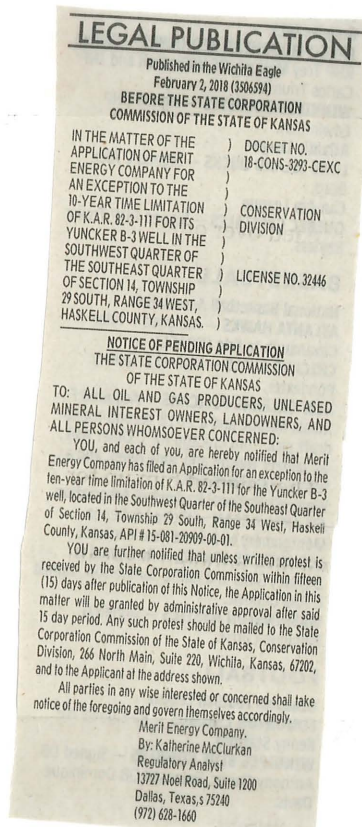 LEGAL PUBLICATION
Published in the Wichita Eagle
February 2, 2018 (3506594)
BEFORE THE STATE CORPORATION
COMMISSION OF THE STATE OF KANSAS
IN THE MATTER OF THE ) DOCKET NO.
APPLICATION OF MERIT ) 18-CONS-3293-CEXC
ENERGY COMPANY FOR )
AN EXCEPTION TO THE )
10-YEAR TIME LIMITATION ) CONSERVATION
OF K.A.R. 82-3-111 FOR ITS ) DIVISION
YUNCKER B-3 WELL IN THE )
SOUTHWEST QUARTER OF )
THE SOUTHEAST QUARTER ) LICENSE NO. 32446
OF SECTION 14, TOWNSHIP )
29 SOUTH, RANGE 34 WEST, )
HASKELL COUNTY, KANSAS. )
NOTICE OF PENDING APPLICATION
THE STATE CORPORATION COMMISSION
OF THE STATE OF KANSAS
TO: ALL OIL AND GAS PRODUCERS, UNLEASED
MINERAL INTEREST OWNERS, LANDOWNERS, AND
ALL PERSONS WHOMSOEVER CONCERNED:
YOU, and each of you, are hereby notified that Merit
Energy Company has filed an Application for an exception to the
ten-year time limitation of K.A.R. 82-3-111 for the Yuncker B-3
well, located in the Southwest Quarter of the Southeast Quarter
of Section 14, Township 29 South, Range 34 West, Haskell
County, Kansas, API # 15-081-20909-00-01.
YOU are further notified that unless written protest is
received by the State Corporation Commission within fifteen
(15) days after publication of this Notice, the Application in this
matter will be granted by administrative approval after said
15 day period. Any such protest should be mailed to the State
Corporation Commission of the State of Kansas, Conservation
Division, 266 North Main, Suite 220, Wichita, Kansas, 67202,
and to the Applicant at the address shown.
All parties in any wise interested or concerned shall take
notice of the foregoing and govern themselves accordingly.
Merit Energy Company.
By: Katherine McClurkan
Regulatory Analyst
13727 Noel Road, Suite 1200
Dallas, Texas,s 75240
(972) 628-1660